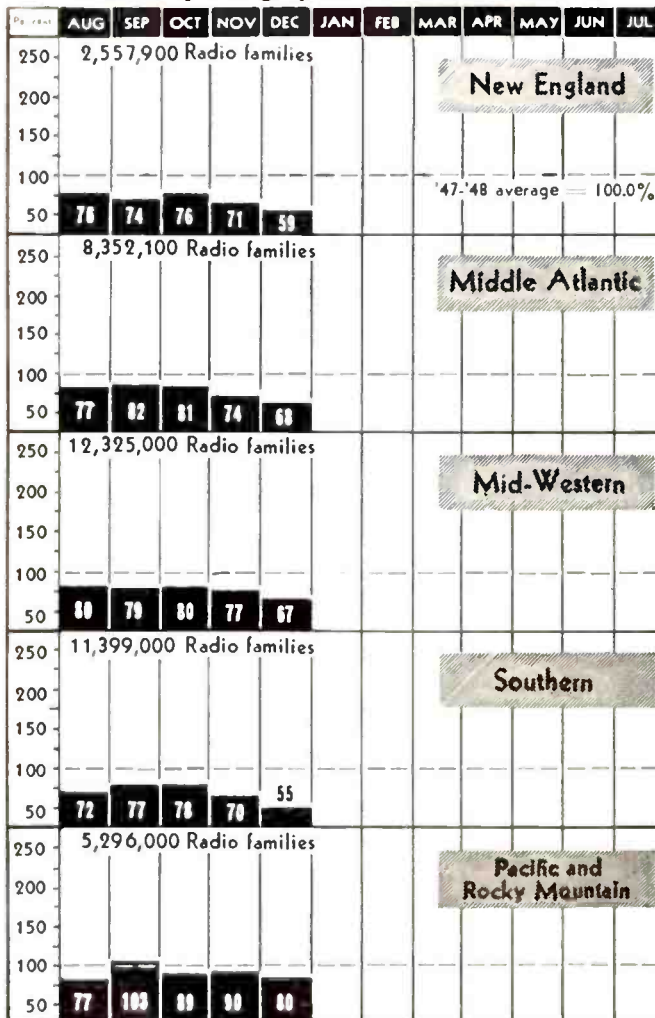 Per cent AUG SEP OCT NOV DEC JAN FEB MAR APR MAY JUN JUL
2,557,900 Radio families
250
New England
200
150
100
'47-'48 average = 100.0%
50 76 74 76 71 59
8,352,100 Radio families
250
Middle Atlantic
200
150
100
50 77 82 81 74 68
12,325,000 Radio families
250
Mid-Western
200
150
100
50 80 79 80 77 67
11,399,000 Radio families
250
Southern
200
150
100
55
50 72 77 78 70
5,296,000 Radio families
250
Pacific and
200 Rocky Mountain
150
100
50 77 103 89 90 80